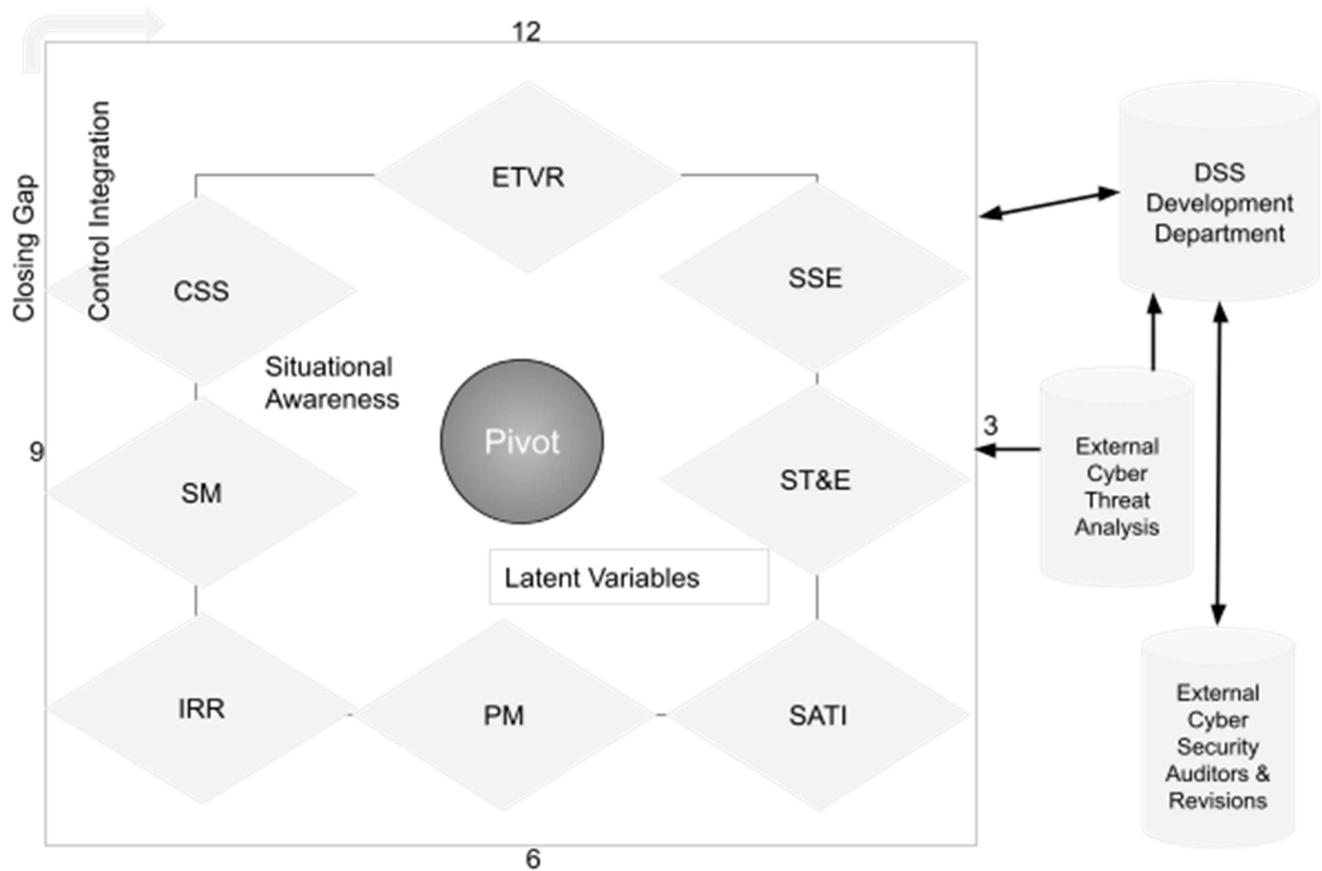 12
Closing Gap
Control Integration
ETVR
CSS
SSE
DSS
Development
Department
Situational
Awareness
Pivot
9
3
SM
ST&E
External
Cyber
Threat
Analysis
Latent Variables
IRR
PM
SATI
External
Cyber
Security
Auditors &
Revisions
6